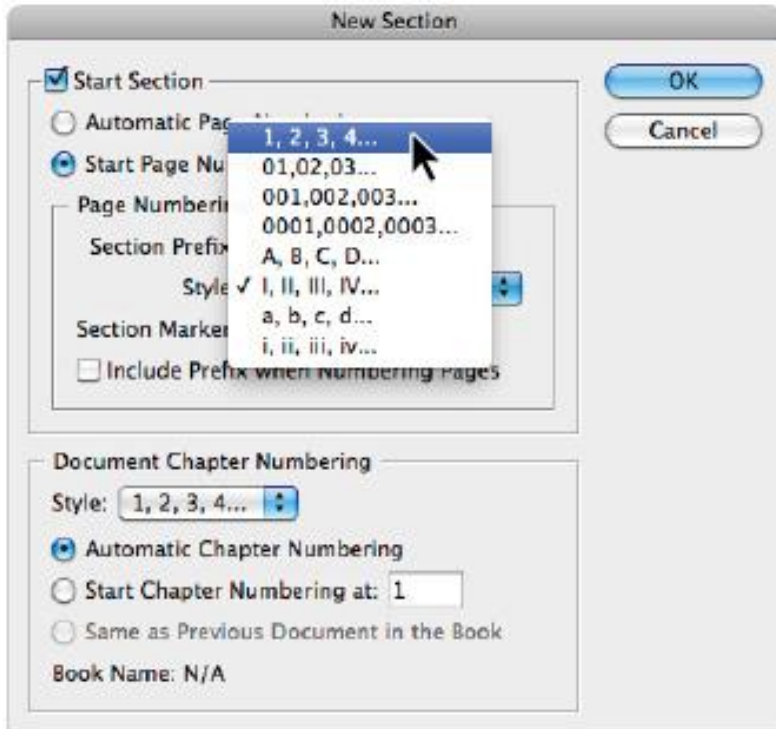 New Section
Start Section
OK
Automatic Pag
Cancel
1, 2, 3, 4...
Start Page Nu
01,02,03...
001,002,003...
Page Numberin
0001,0002,0003...
Section Prefix
A, B, C, D...
Style ✓ I, II, III, IV...
a, b, c, d...
Section Marker
i, ii, iii, iv...
Include Prefix when Numbering Pages
Document Chapter Numbering
Style: 1, 2, 3, 4...
Automatic Chapter Numbering
Start Chapter Numbering at: 1
Same as Previous Document in the Book
Book Name: N/A